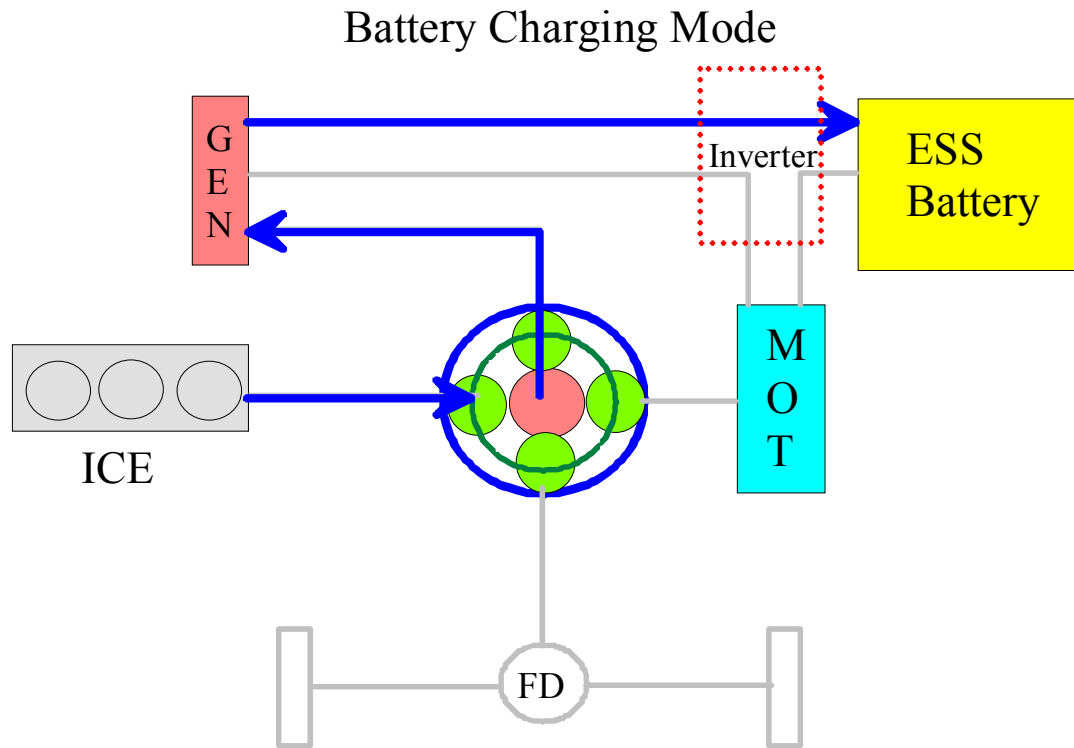 Battery Charging Mode
G
E
N
Inverter
ESS
Battery
M
O
T
ICE
FD